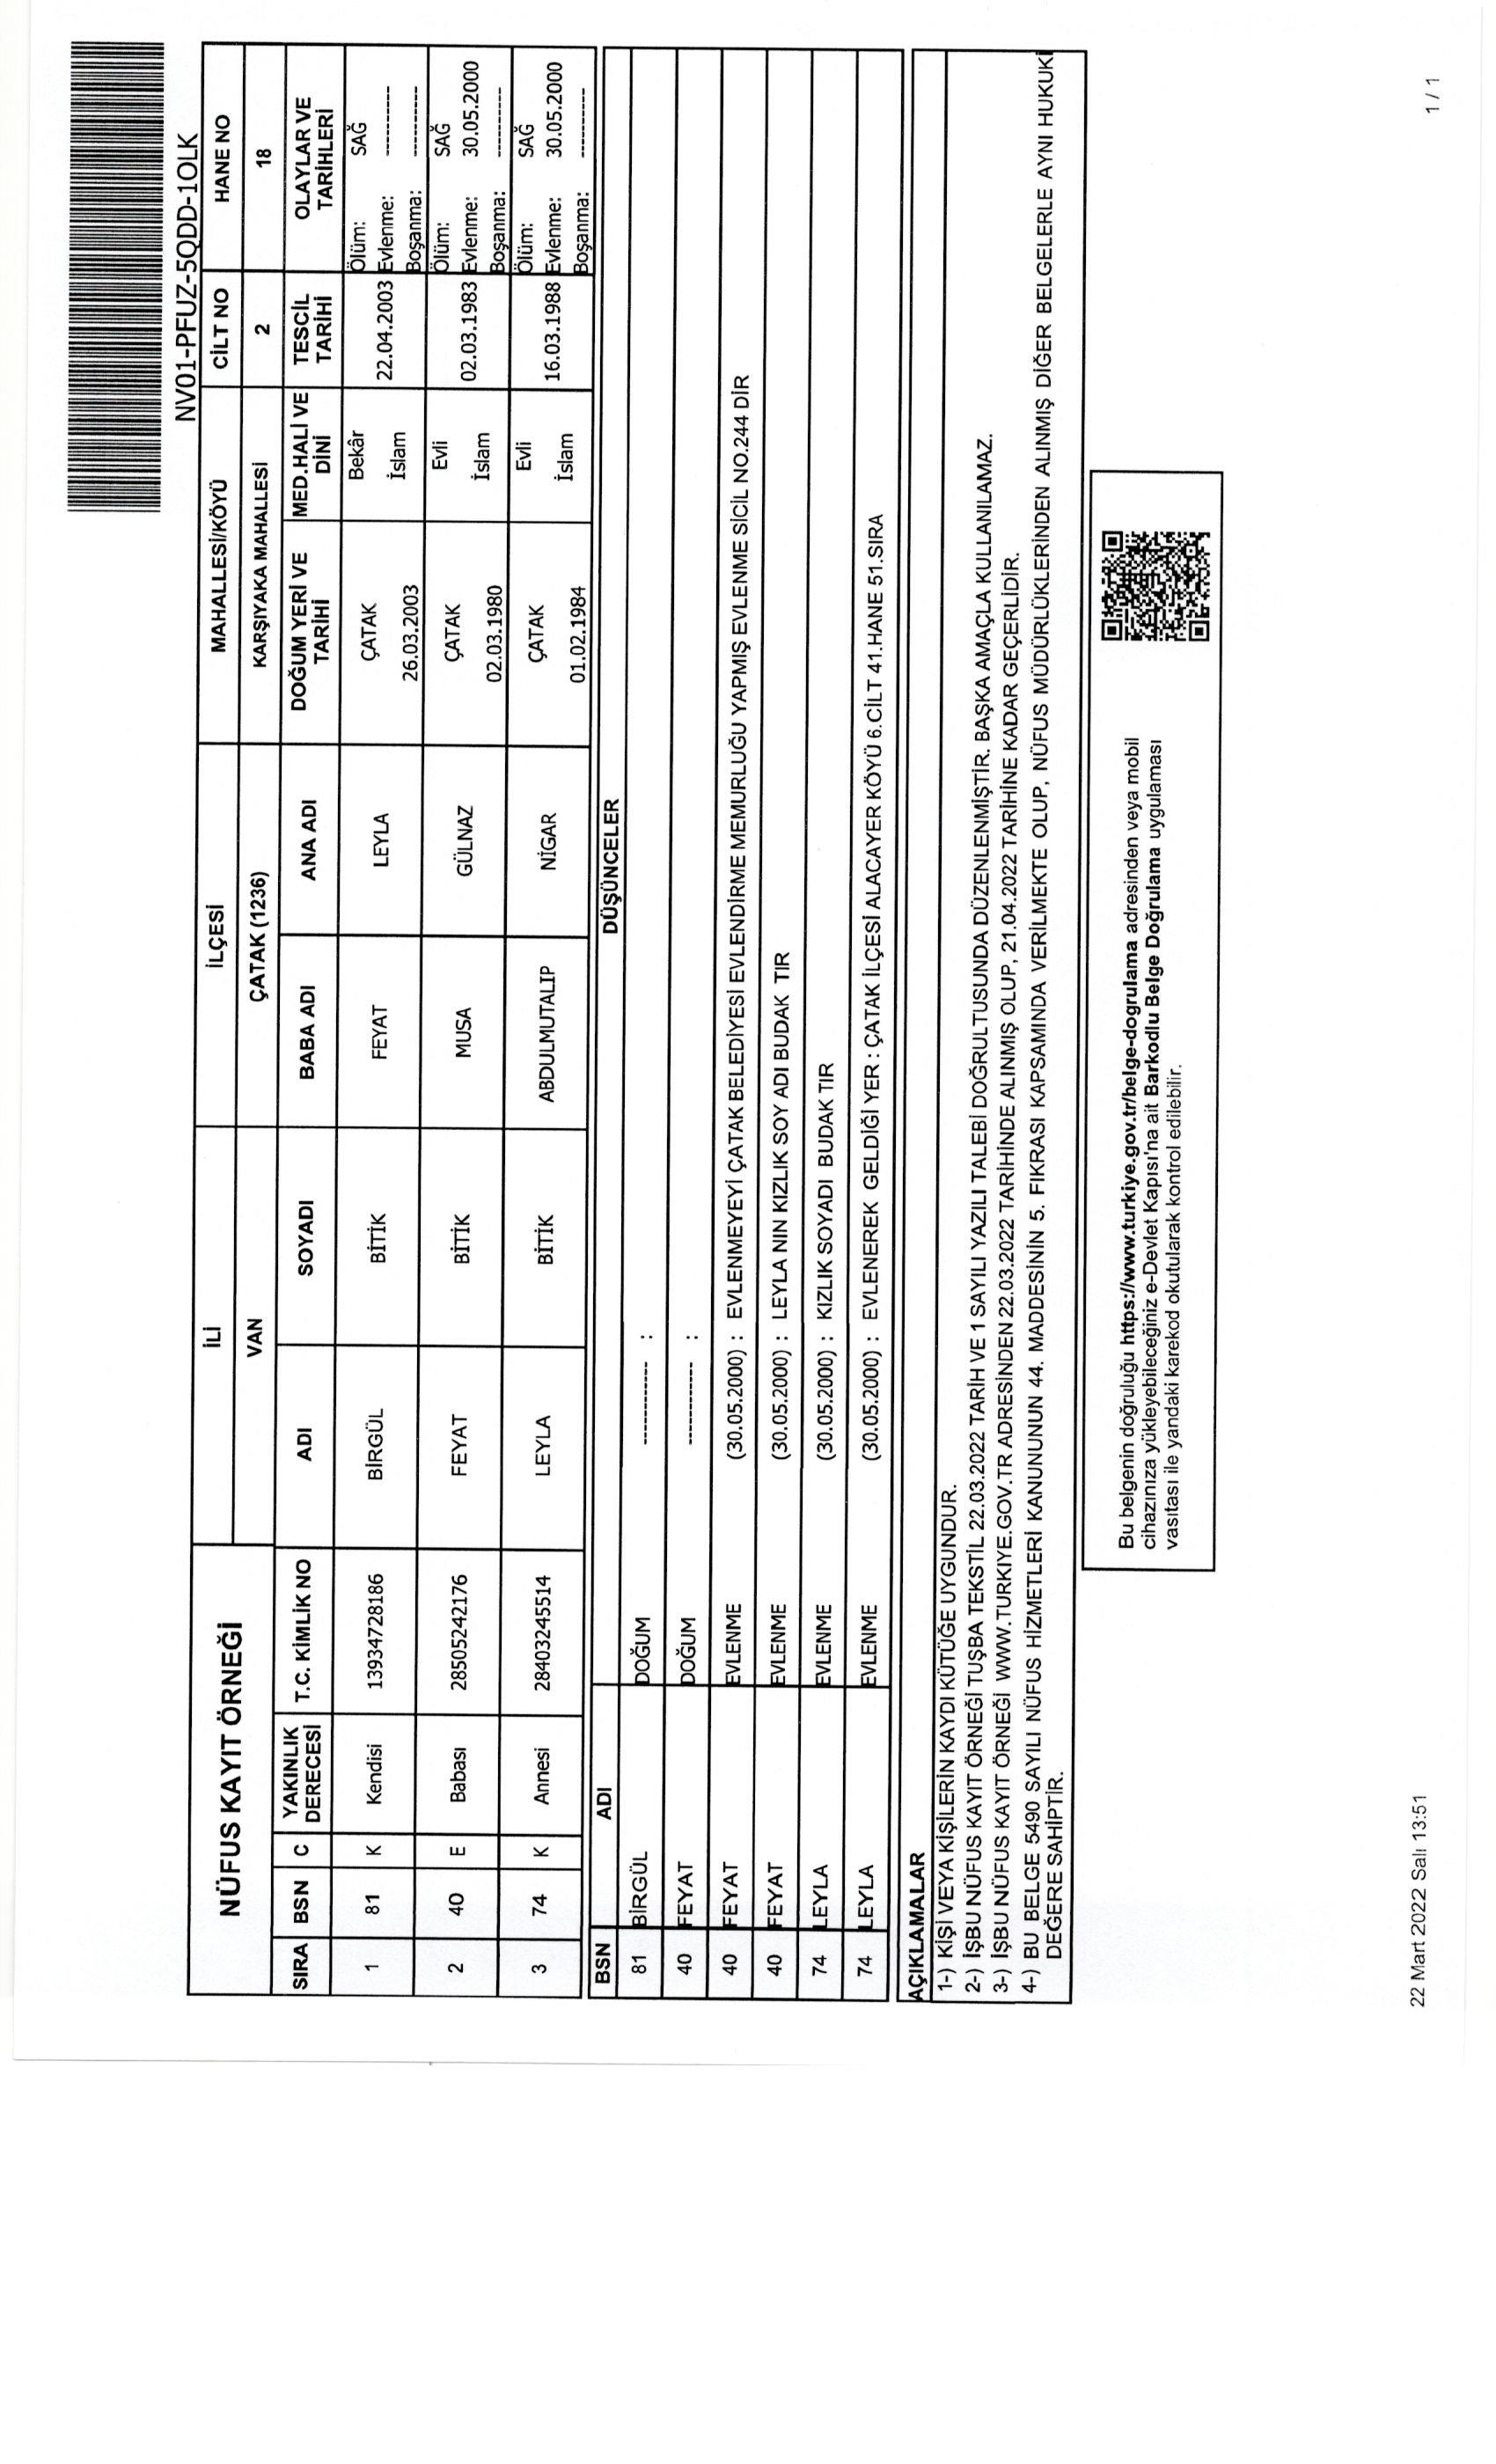 NV01-PFUZ-5QDD-1OLK
NÜFUS KAYIT ÖRNEĞİ İLİ İLÇESİ MAHALLESİ/KÖYÜ CİLT NO HANE NO
VAN ÇATAK (1236) KARŞIYAKA MAHALLESİ 2 18
SIRA BSN C YAKINLIK DERECESİ T.C. KİMLİK NO ADI SOYADI BABA ADI ANA ADI DOĞUM YERİ VE TARİHİ MED.HALİ VE DİNİ TESCİL TARİHİ OLAYLAR VE TARİHLERİ
1 81 K Kendisi 13934728186 BİRGÜL BİTİK FEYAT LEYLA ÇATAK 26.03.2003 Bekâr İslam 22.04.2003 Ölüm: SAĞ Evlenme: ---------- Boşanma: ----------
2 40 E Babası 28505242176 FEYAT BİTİK MUSA GÜLNAZ ÇATAK 02.03.1980 Evli İslam 02.03.1983 Ölüm: SAĞ Evlenme: 30.05.2000 Boşanma: ----------
3 74 K Annesi 28403245514 LEYLA BİTİK ABDULMUTALIP NİGAR ÇATAK 01.02.1984 Evli İslam 16.03.1988 Ölüm: SAĞ Evlenme: 30.05.2000 Boşanma: ----------
BSN ADI DÜŞÜNCELER
81 BİRGÜL DOĞUM ---------- :
40 FEYAT DOĞUM ---------- :
40 FEYAT EVLENME (30.05.2000) : EVLENMEYEYİ ÇATAK BELEDİYESİ EVLENDİRME MEMURLUĞU YAPMIŞ EVLENME SİCİL NO.244 DİR
40 FEYAT EVLENME (30.05.2000) : LEYLA NIN KIZLIK SOY ADI BUDAK TIR
74 LEYLA EVLENME (30.05.2000) : KIZLIK SOYADI BUDAK TIR
74 LEYLA EVLENME (30.05.2000) : EVLENEREK GELDİĞİ YER : ÇATAK İLÇESİ ALACAYER KÖYÜ 6.CİLT 41.HANE 51.SIRA
AÇIKLAMALAR
1-) KİŞİ VEYA KİŞİLERİN KAYDI KÜTÜĞE UYGUNDUR.
2-) İŞBU NÜFUS KAYIT ÖRNEĞİ TUŞBA TEKSTİL 22.03.2022 TARİH VE 1 SAYILI YAZILI TALEBİ DOĞRULTUSUNDA DÜZENLENMİŞTİR. BAŞKA AMAÇLA KULLANILAMAZ.
3-) İŞBU NÜFUS KAYIT ÖRNEĞİ WWW.TURKIYE.GOV.TR ADRESİNDEN 22.03.2022 TARİHİNDE ALINMIŞ OLUP, 21.04.2022 TARİHİNE KADAR GEÇERLİDİR.
4-) BU BELGE 5490 SAYILI NÜFUS HİZMETLERİ KANUNUNUN 44. MADDESİNİN 5. FIKRASI KAPSAMINDA VERİLMEKTE OLUP, NÜFUS MÜDÜRLÜKLERİNDEN ALINMIŞ DİĞER BELGELERLE AYNI HUKUKİ
DEĞERE SAHİPTİR.
Bu belgenin doğruluğu https://www.turkiye.gov.tr/belge-dogrulama adresinden veya mobil
cihazınıza yükleyebileceğiniz e-Devlet Kapısı'na ait Barkodlu Belge Doğrulama uygulaması
vasıtası ile yandaki karekod okutularak kontrol edilebilir.
22 Mart 2022 Salı 13:51
1 / 1